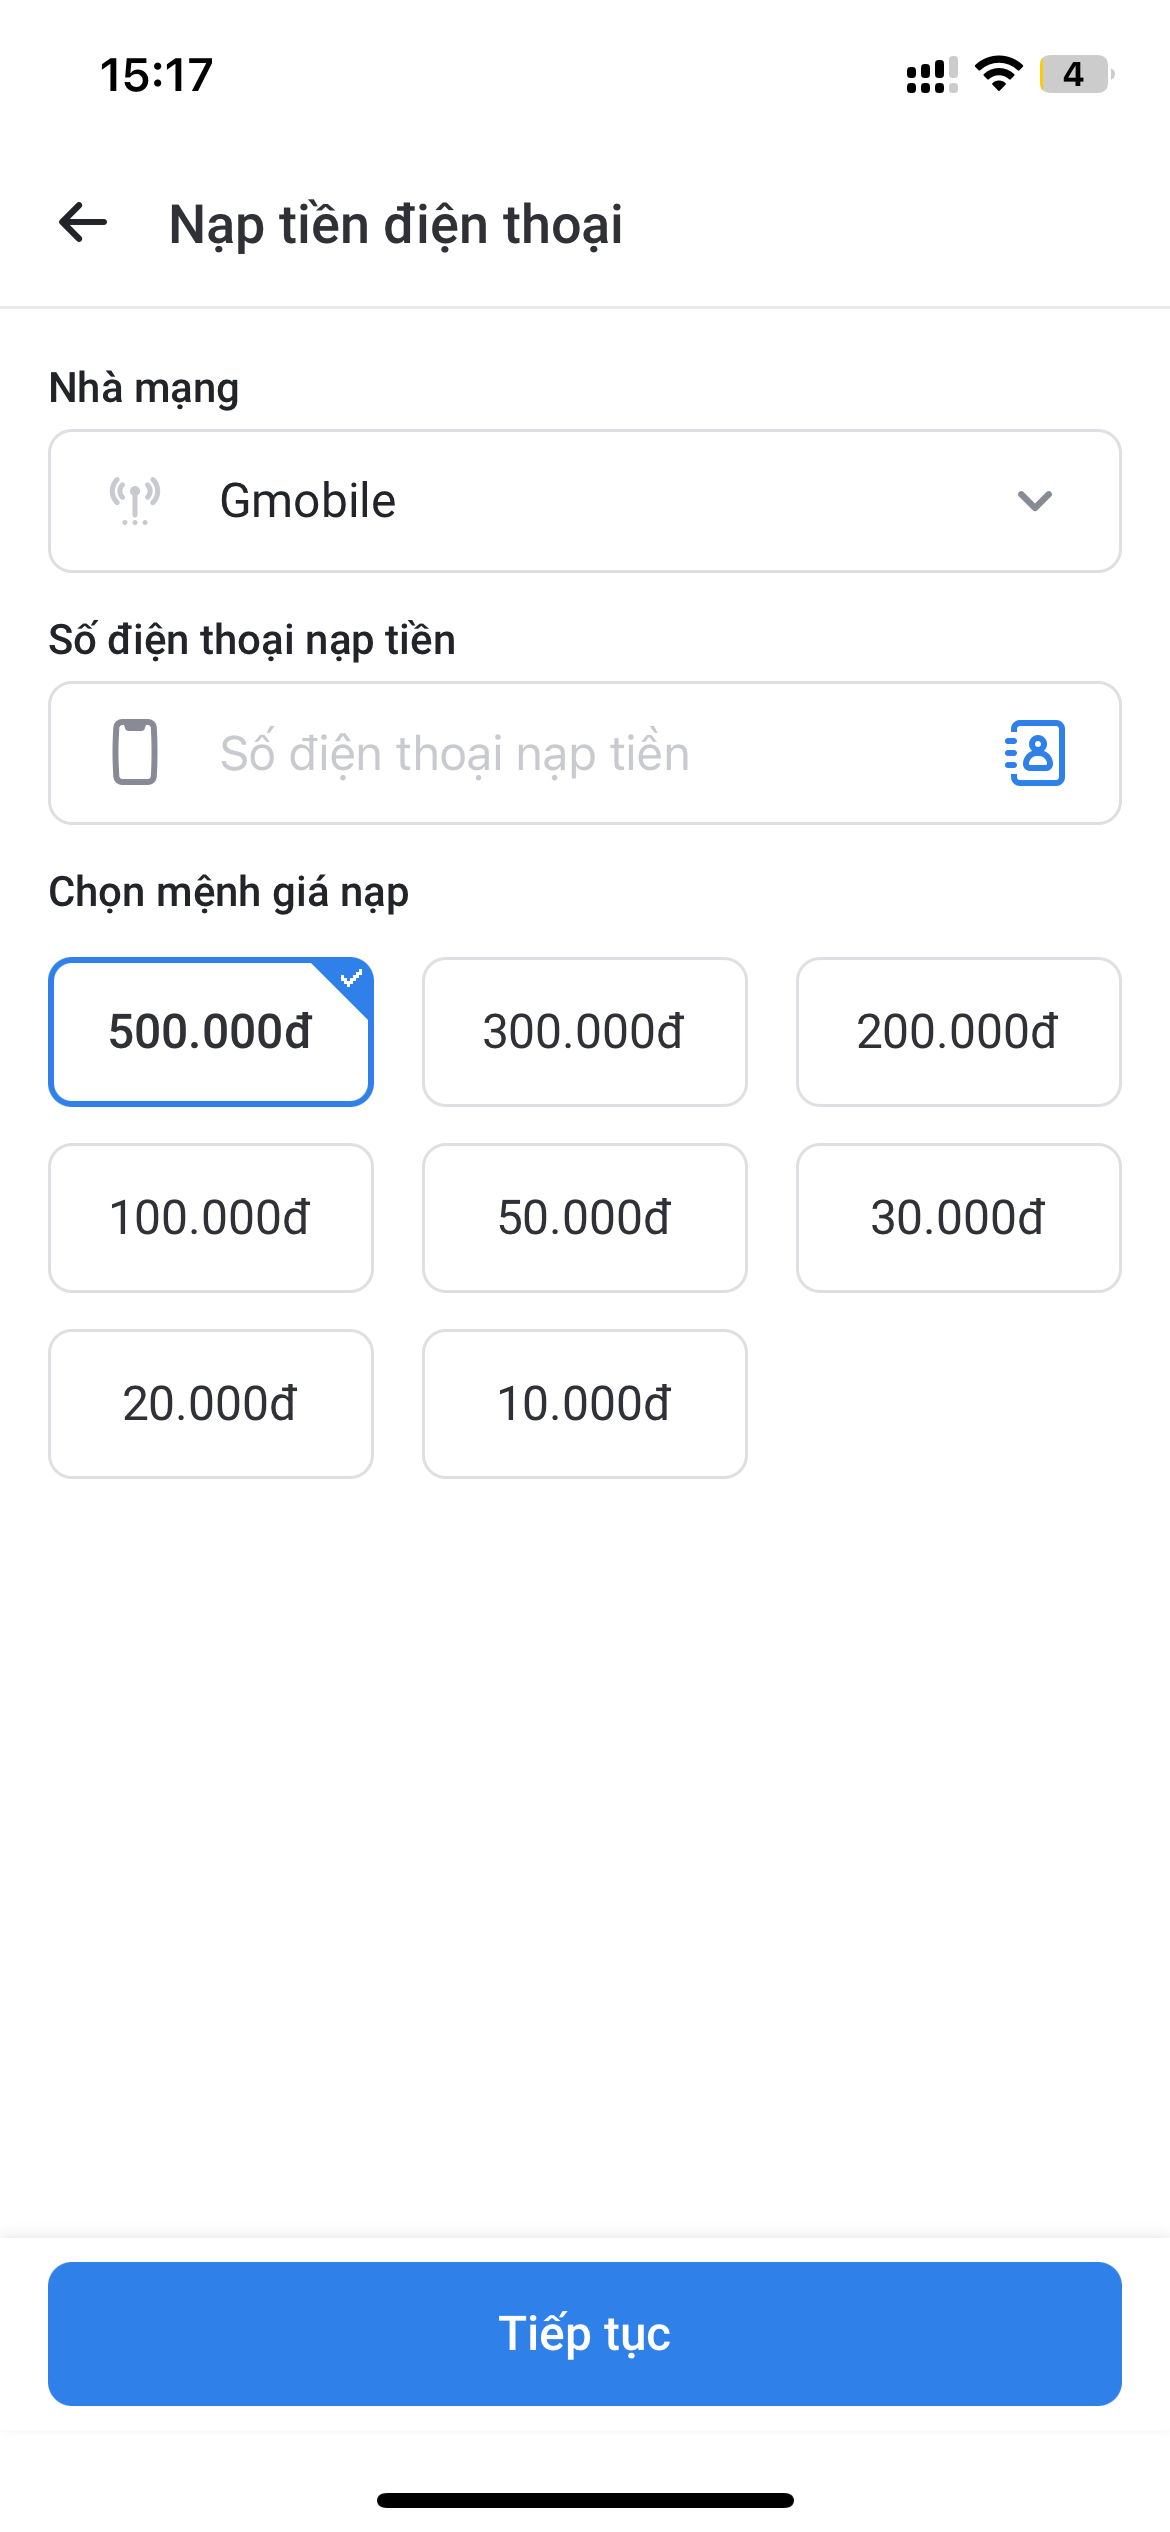 15:17
4
Nạp tiền điện thoại
Nhà mạng
Gmobile
Số điện thoại nạp tiền
Số điện thoại nạp tiền
Chọn mệnh giá nạp
500.000đ 300.000đ 200.000đ
100.000đ 50.000đ 30.000đ
20.000đ 10.000đ
Tiếp tục